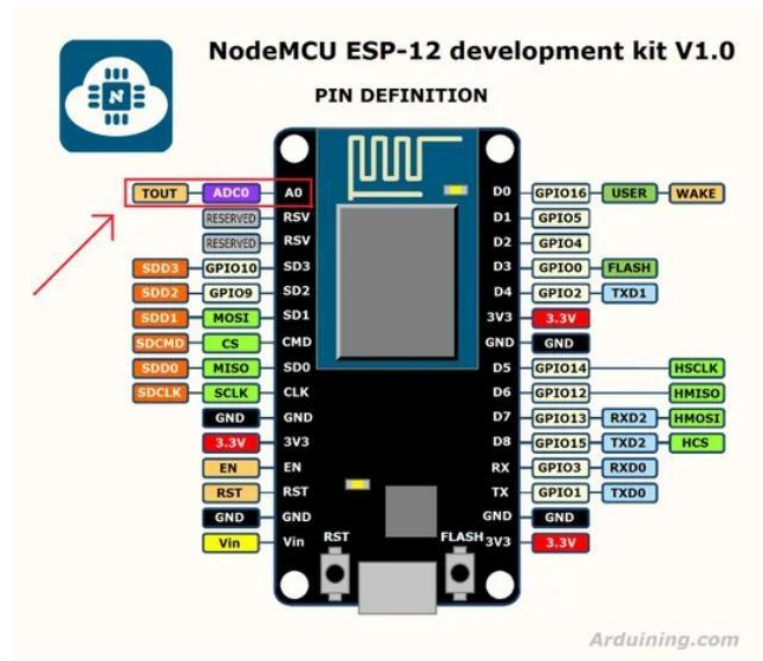 NodeMCU ESP-12 development kit V1.0
PIN DEFINITION
N
TOUT ADC0 A0 D0 GPIO16 USER WAKE
RESERVED RSV D1 GPIO5
RESERVED RSV D2 GPIO4
SDD3 GPIO10 SD3 D3 GPIO0 FLASH
SDD2 GPIO9 SD2 D4 GPIO2 TXD1
SDD1 MOSI SD1 3V3 3.3V
SDCMD CS CMD GND GND
SDD0 MISO SD0 D5 GPIO14 HSCLK
SDCLK SCLK CLK D6 GPIO12 HMISO
GND GND D7 GPIO13 RXD2 HMOSI
3.3V 3V3 D8 GPIO15 TXD2 HCS
EN EN RX GPIO3 RXD0
RST RST TX GPIO1 TXD0
GND GND GND GND
Vin Vin RST FLASH 3V3 3.3V
Arduining.com